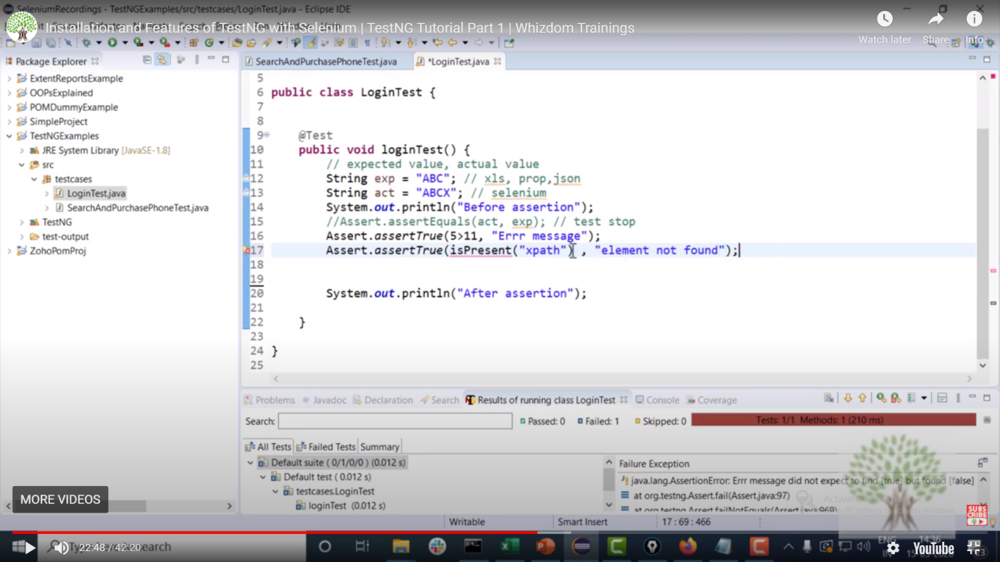 SeleniumRecordings - TestNGExamples/src/testcases/LoginTest.java - Eclipse IDE
Installation and Features of TestNG with Selenium | TestNG Tutorial Part 1 | Whizdom Trainings
Watch later
Share
Info
Package Explorer
SearchAndPurchasePhoneTest.java
*LoginTest.java
ExtentReportsExample
OOPsExplained
POMDummyExample
SimpleProject
TestNGExamples
JRE System Library [JavaSE-1.8]
src
testcases
LoginTest.java
SearchAndPurchasePhoneTest.java
TestNG
test-output
ZohoPomProj
5
6 public class LoginTest {
7
8
9 @Test
10 public void loginTest() {
11 // expected value, actual value
12 String exp = "ABC"; // xls, prop,json
13 String act = "ABCX"; // selenium
14 System.out.println("Before assertion");
15 //Assert.assertEquals(act, exp); // test stop
16 Assert.assertTrue(5>11, "Errr message");
17 Assert.assertTrue(isPresent("xpath") , "element not found");
18
19
20 System.out.println("After assertion");
21
22 }
23
24 }
25
Problems Javadoc Declaration Search Results of running class LoginTest Console Coverage
Search: Passed: 0 Failed: 1 Skipped: 0 Tests: 1/1 Methods: 1 (210 ms)
All Tests Failed Tests Summary
Default suite ( 0/1/0/0 ) (0.012 s)
Default test ( 0.012 s)
testcases.LoginTest
loginTest (0.012 s)
Failure Exception
java.lang.AssertionError: Errr message did not expect to find [true] but found [false]
at org.testng.Assert.fail(Assert.java:97)
at org.testng.Assert.failNotEquals(Assert.java:969)
MORE VIDEOS
SUBSCRIBE
Writable Smart Insert 17 : 69 : 466
22:48 / 42:20
Type here to search
ENG
IN
14:36
YouTube